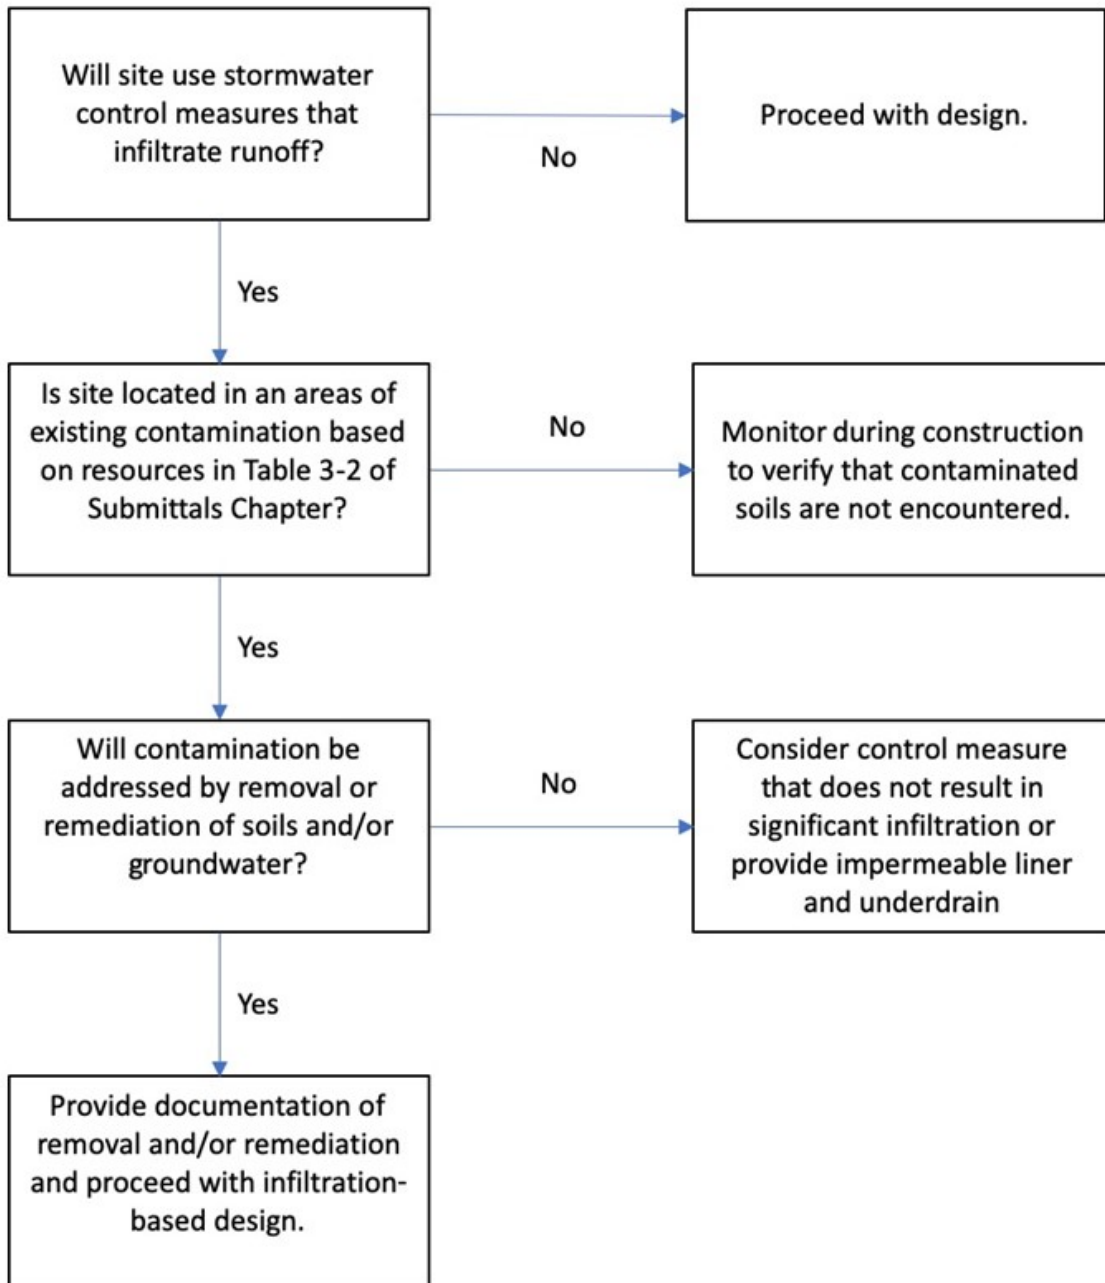 Will site use stormwater
control measures that
infiltrate runoff?
No
Proceed with design.
Yes
Is site located in an areas of
existing contamination based
on resources in Table 3-2 of
Submittals Chapter?
No
Monitor during construction
to verify that contaminated
soils are not encountered.
Yes
Will contamination be
addressed by removal or
remediation of soils and/or
groundwater?
No
Consider control measure
that does not result in
significant infiltration or
provide impermeable liner
and underdrain
Yes
Provide documentation of
removal and/or remediation
and proceed with infiltration-
based design.